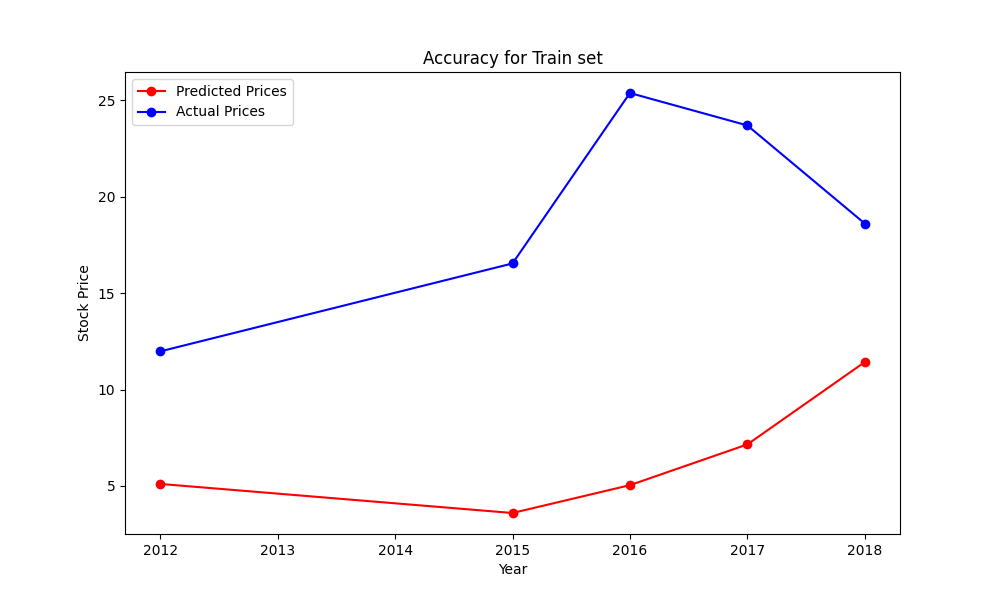 Accuracy for Train set
Predicted Prices
Actual Prices
25
20
15
10
5
Stock Price
2012 2013 2014 2015 2016 2017 2018
Year